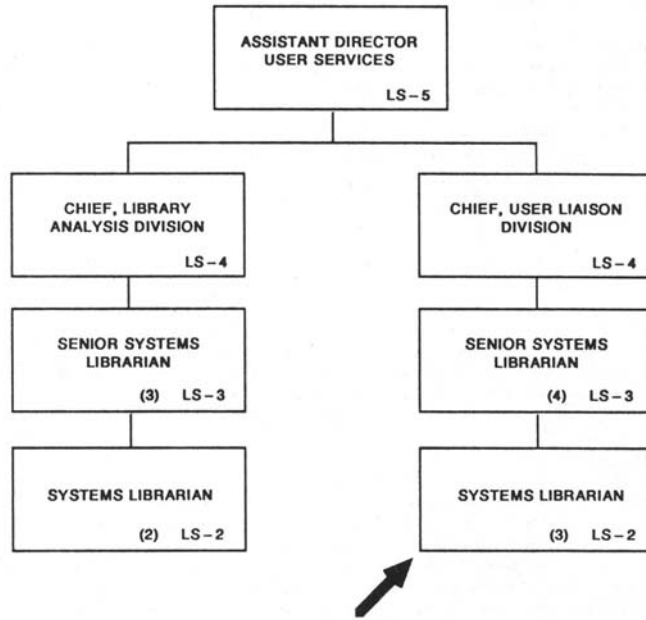 ASSISTANT DIRECTOR
USER SERVICES
LS-5
CHIEF, LIBRARY
ANALYSIS DIVISION
LS-4
CHIEF, USER LIAISON
DIVISION
LS-4
SENIOR SYSTEMS
LIBRARIAN
(3) LS-3
SENIOR SYSTEMS
LIBRARIAN
(4) LS-3
SYSTEMS LIBRARIAN
(2) LS-2
SYSTEMS LIBRARIAN
(3) LS-2